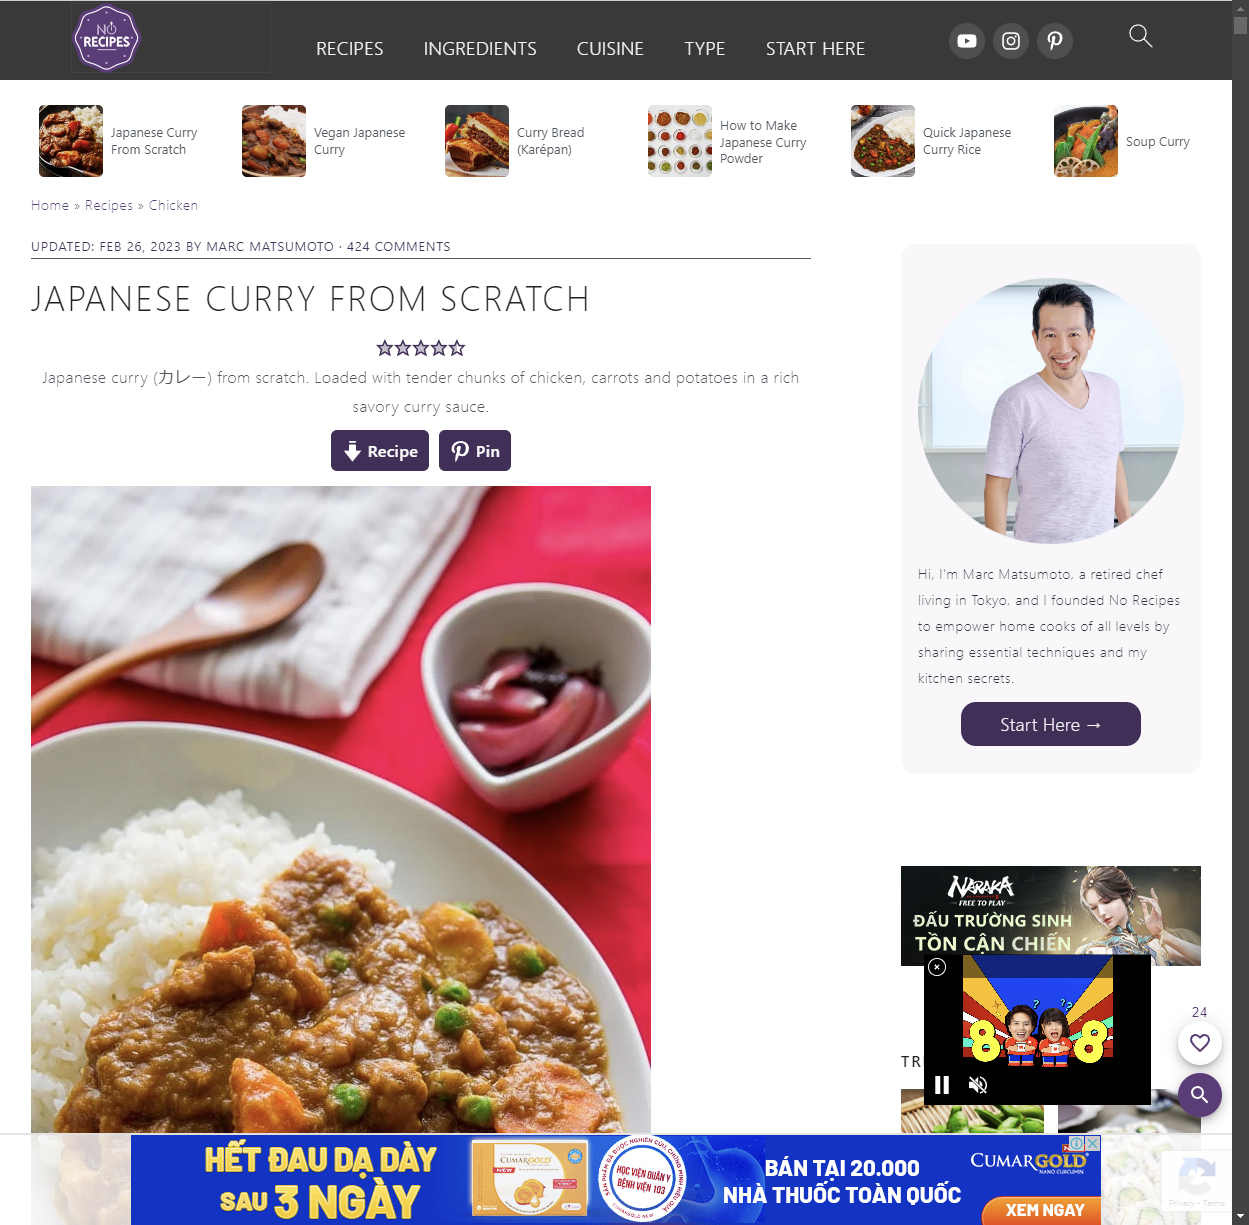 NO
RECIPES
RECIPES
INGREDIENTS
CUISINE
TYPE
START HERE
Japanese Curry
From Scratch
Vegan Japanese
Curry
Curry Bread
(Karépan)
How to Make
Japanese Curry
Powder
Quick Japanese
Curry Rice
Soup Curry
Home » Recipes » Chicken
UPDATED: FEB 26, 2023 BY MARC MATSUMOTO · 424 COMMENTS
JAPANESE CURRY FROM SCRATCH
Japanese curry (カレー) from scratch. Loaded with tender chunks of chicken, carrots and potatoes in a rich
savory curry sauce.
Recipe
Pin
Hi, I'm Marc Matsumoto, a retired chef
living in Tokyo, and I founded No Recipes
to empower home cooks of all levels by
sharing essential techniques and my
kitchen secrets.
Start Here →
NARAKA
FREE TO PLAY
ĐẤU TRƯỜNG SINH
TỒN CẬN CHIẾN
8 8
24
TR
HẾT ĐAU DẠ DÀY
SAU 3 NGÀY
CUMARGOLD
NEW
HỌC VIỆN QUÂN Y
BỆNH VIỆN 103
BÁN TẠI 20.000
NHÀ THUỐC TOÀN QUỐC
CUMARGOLD
NANO CURCUMIN
XEM NGAY
Privacy - Terms